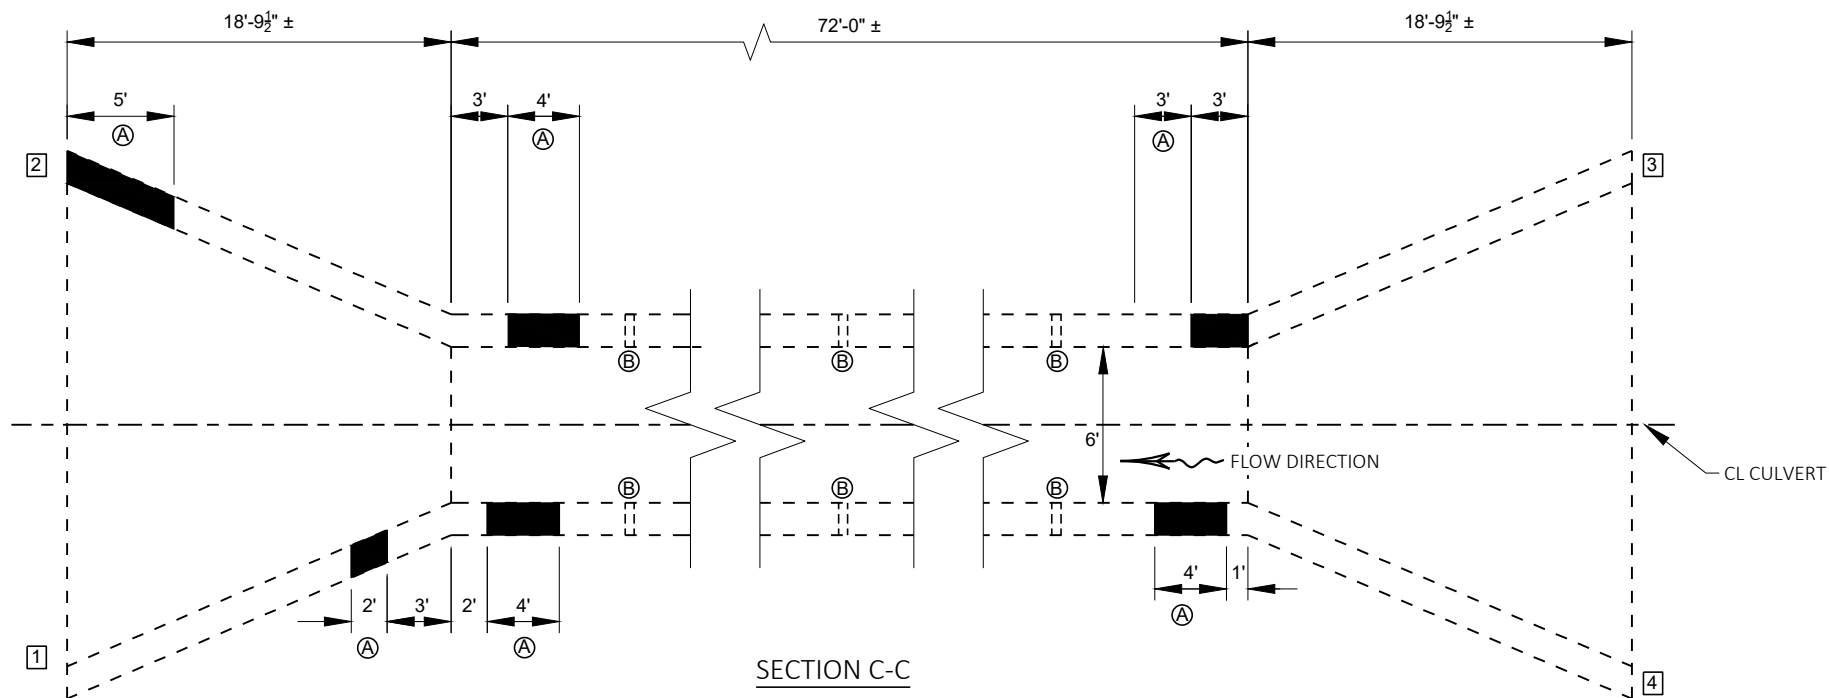 18'-9½" ±
72'-0" ±
18'-9½" ±
5'
3'
4'
3'
3'
A
A
A
2
3
B
B
B
6'
FLOW DIRECTION
CL CULVERT
B
B
B
2'
3'
2'
4'
4'
1'
A
A
A
1
4
SECTION C-C